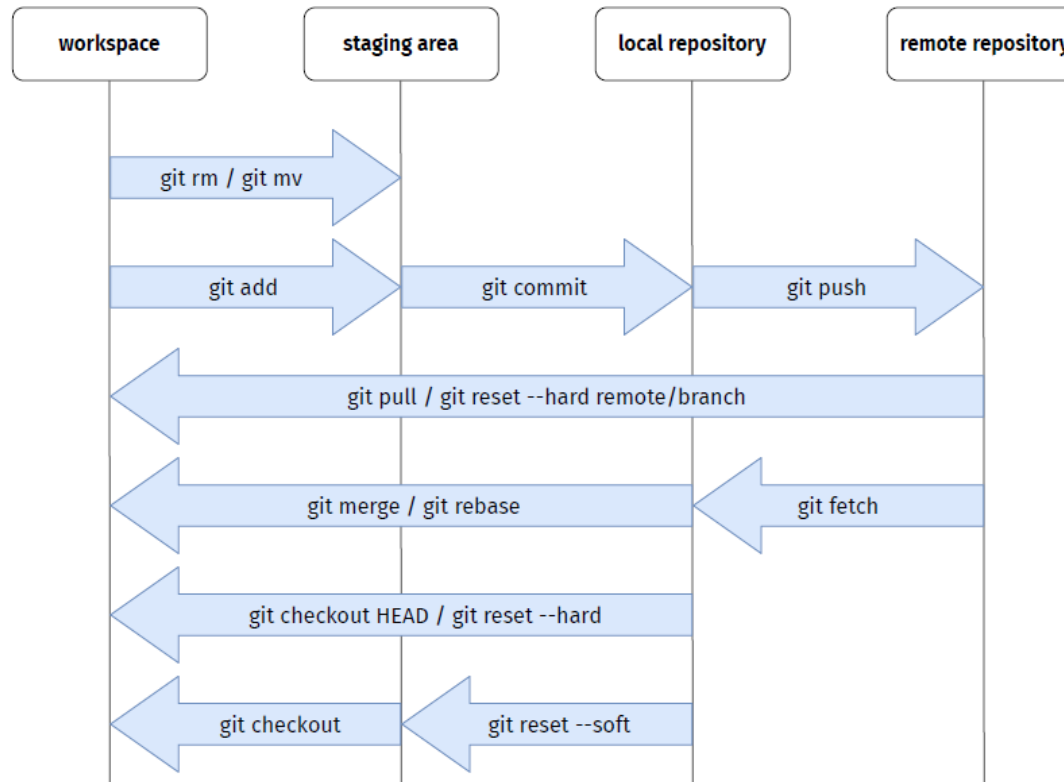 workspace
staging area
local repository
remote repository
git rm / git mv
git add
git commit
git push
git pull / git reset --hard remote/branch
git merge / git rebase
git fetch
git checkout HEAD / git reset --hard
git checkout
git reset --soft